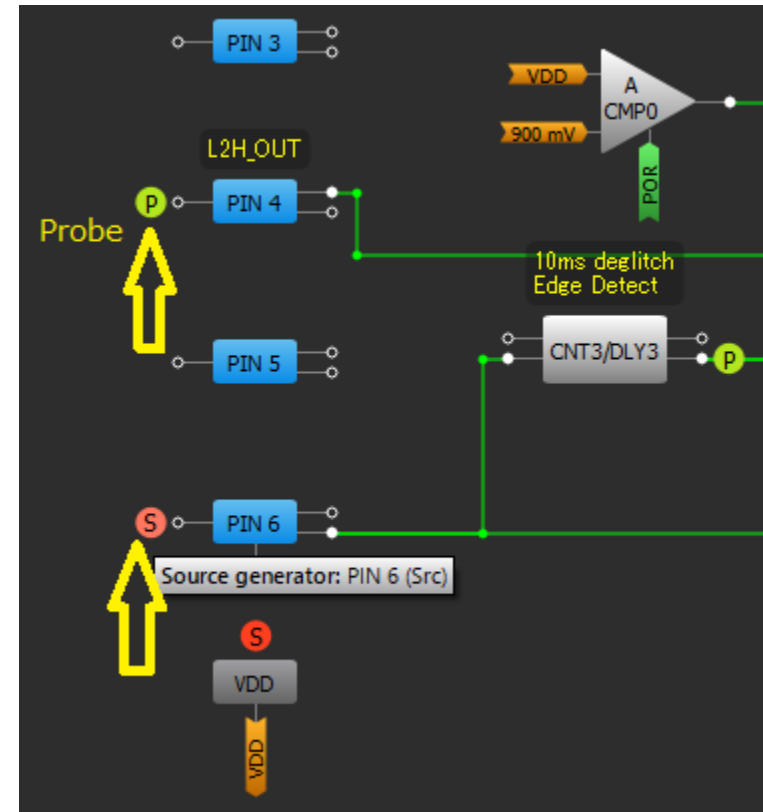 PIN 3
VDD
A
CMP0
900 mV
POR
L2H_OUT
P
PIN 4
Probe
10ms deglitch
Edge Detect
PIN 5
CNT3/DLY3
P
S
PIN 6
Source generator: PIN 6 (Src)
S
VDD
VDD